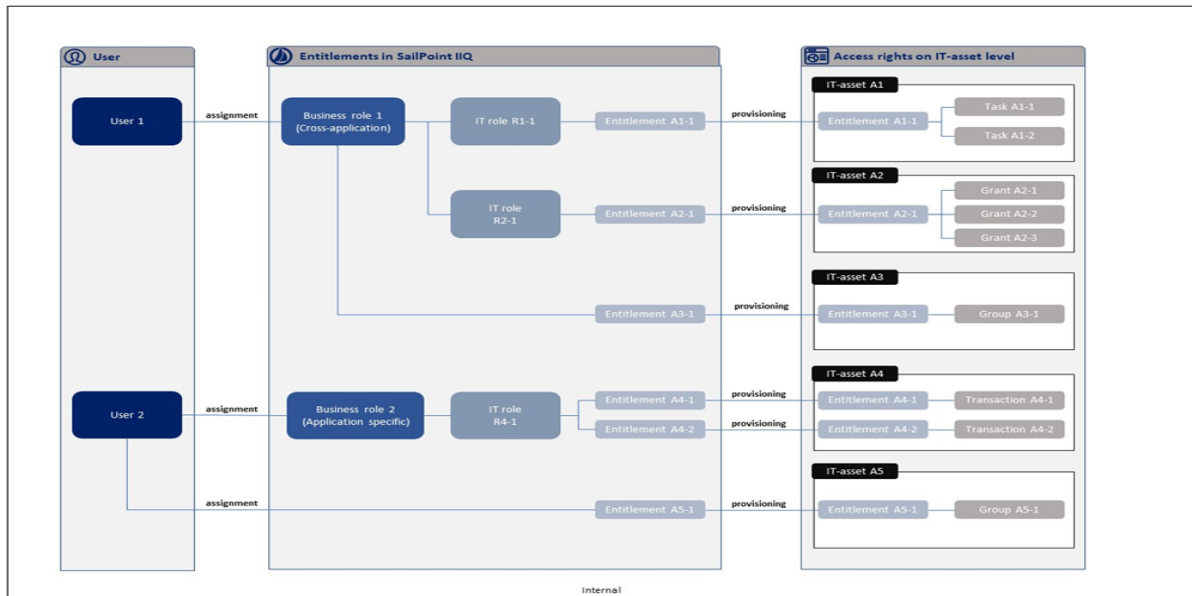 User
Entitlements in SailPoint IIQ
Access rights on IT-asset level
IT-asset A1
User 1
assignment
Business role 1
(Cross-application)
IT role R1-1
Entitlement A1-1
provisioning
Entitlement A1-1
Task A1-1
Task A1-2
IT-asset A2
IT role
R2-1
Entitlement A2-1
provisioning
Entitlement A2-1
Grant A2-1
Grant A2-2
Grant A2-3
IT-asset A3
Entitlement A3-1
provisioning
Entitlement A3-1
Group A3-1
IT-asset A4
User 2
assignment
Business role 2
(Application specific)
IT role
R4-1
Entitlement A4-1
provisioning
Entitlement A4-1
Transaction A4-1
Entitlement A4-2
provisioning
Entitlement A4-2
Transaction A4-2
IT-asset A5
assignment
Entitlement A5-1
provisioning
Entitlement A5-1
Group A5-1
Internal